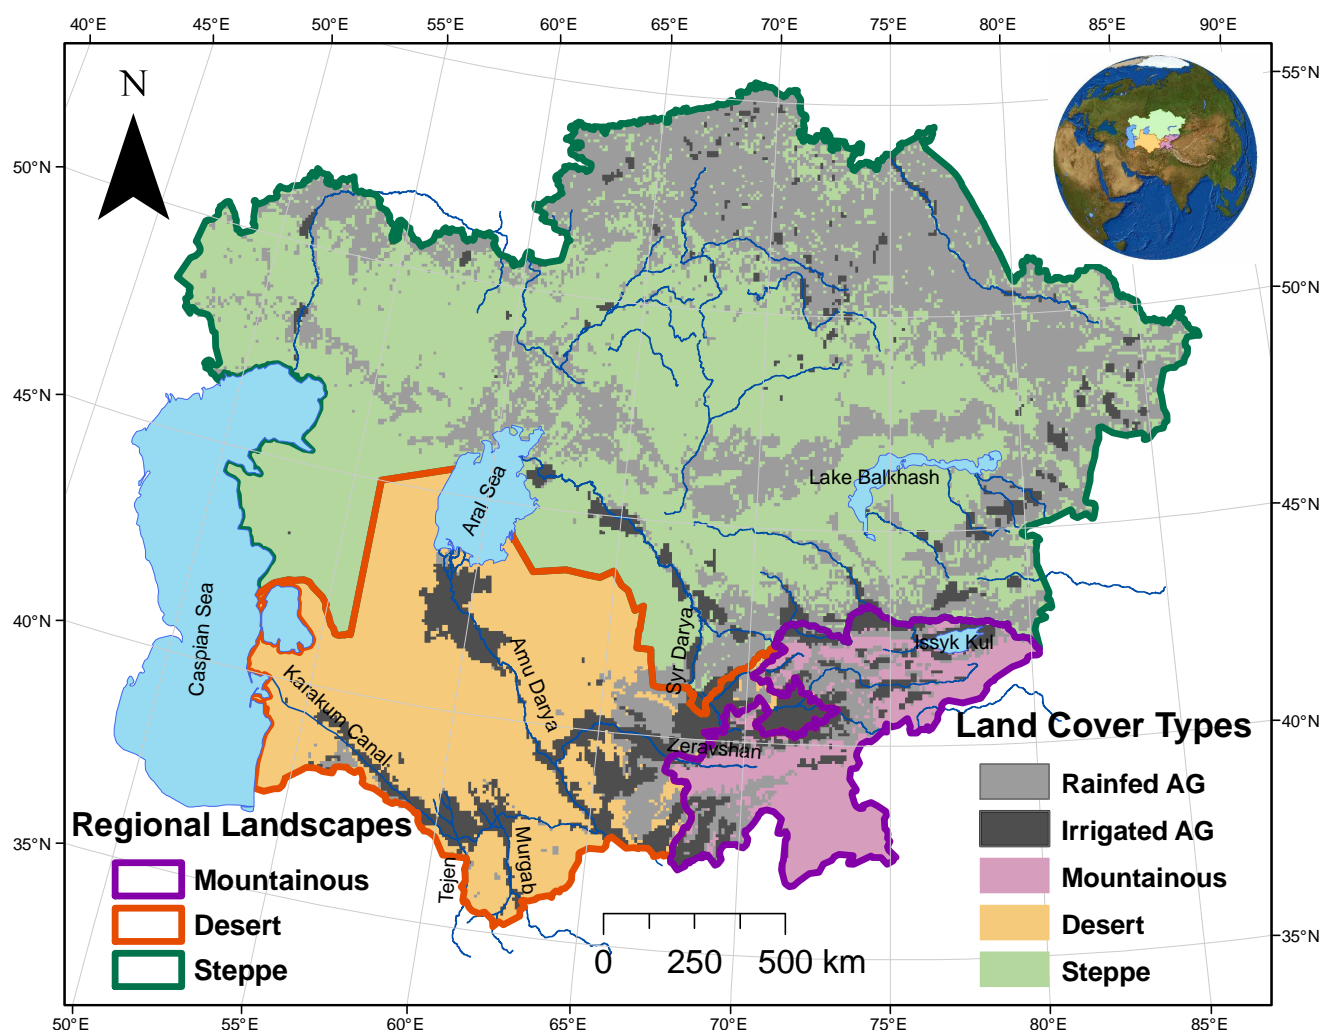 40°E 45°E 50°E 55°E 60°E 65°E 70°E 75°E 80°E 85°E 90°E
55°N
N
50°N
50°N
45°N
Lake Balkhash
Aral Sea
45°N
Caspian Sea
40°N
Syr Darya
Issyk Kul
Amu Darya
Karakum Canal
40°N
Zeravshan
Land Cover Types
Rainfed AG
Irrigated AG
Mountainous
Desert
Steppe
Regional Landscapes
Mountainous
Desert
Steppe
35°N
Tejen
Murgab
35°N
0 250 500 km
50°E 55°E 60°E 65°E 70°E 75°E 80°E 85°E